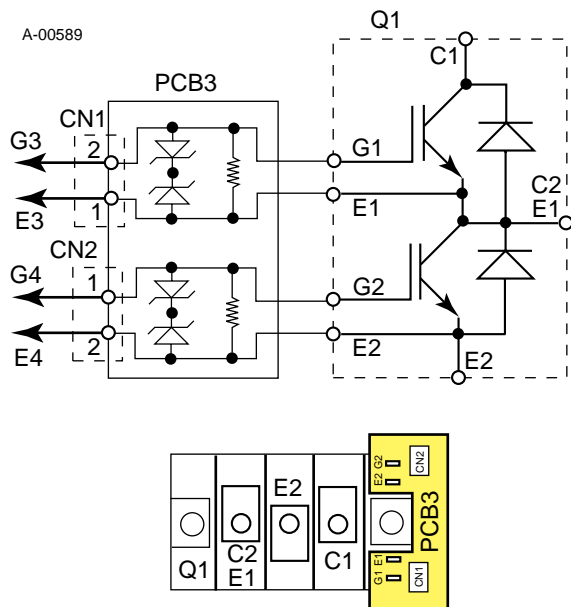 A-00589
Q1
C1
PCB3
CN1
G3
2
G1
C2
E1
E3
1
E1
CN2
G4
1
G2
E4
2
E2
E2
Q1
C2
E1
E2
C1
G2
E2
CN2
PCB3
E1
G1
CN1